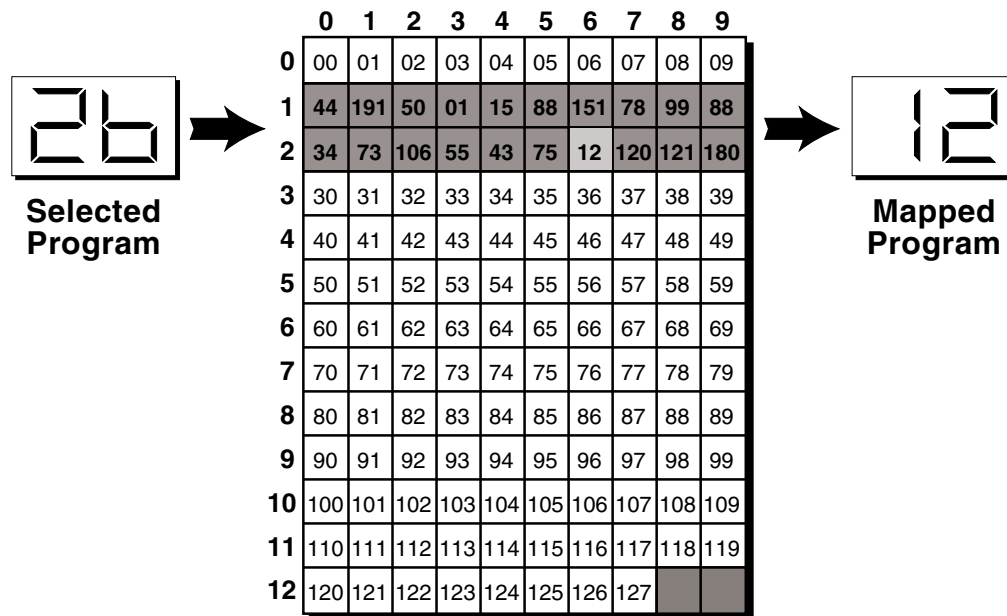 0 1 2 3 4 5 6 7 8 9
0 00 01 02 03 04 05 06 07 08 09
1 44 191 50 01 15 88 151 78 99 88
2 34 73 106 55 43 75 12 120 121 180
3 30 31 32 33 34 35 36 37 38 39
4 40 41 42 43 44 45 46 47 48 49
5 50 51 52 53 54 55 56 57 58 59
6 60 61 62 63 64 65 66 67 68 69
7 70 71 72 73 74 75 76 77 78 79
8 80 81 82 83 84 85 86 87 88 89
9 90 91 92 93 94 95 96 97 98 99
10 100 101 102 103 104 105 106 107 108 109
11 110 111 112 113 114 115 116 117 118 119
12 120 121 122 123 124 125 126 127
26
Selected
Program
12
Mapped
Program